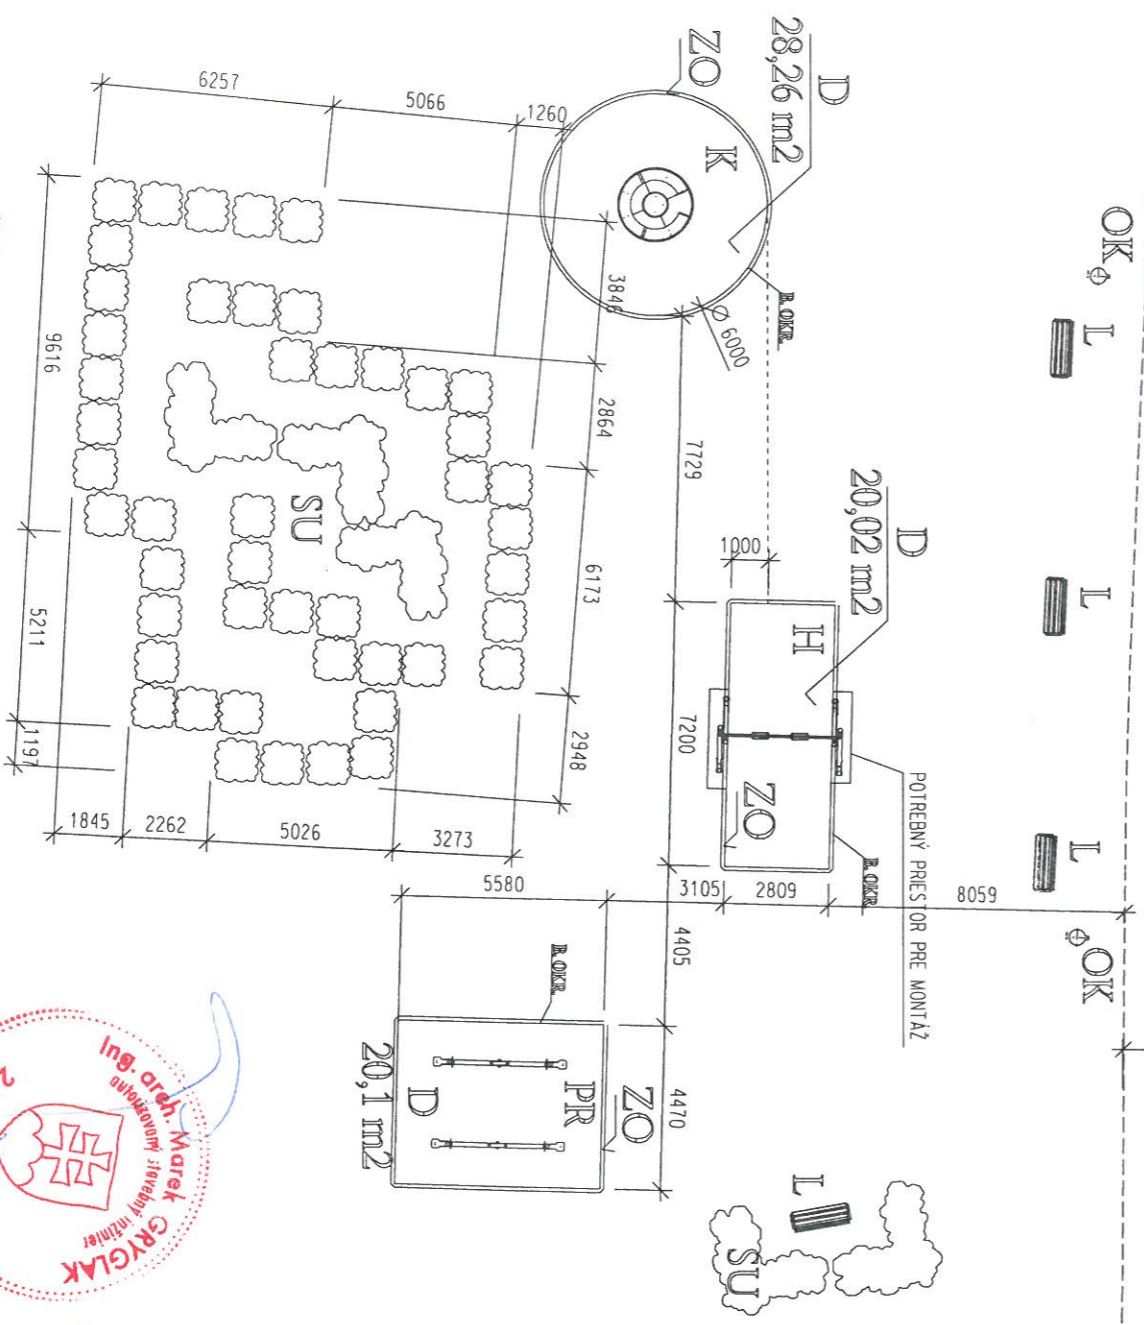 D
28,26 m2
ZO
K
R. OKR.
Ø 6000
OK
L
L
L
OK
D
20,02 m2
H
ZO
R. OKR.
POTREBNÝ PRIESTOR PRE MONTÁŽ
6257
5066
1260
3846
2864
6173
2948
7729
7200
4405
4470
1000
9616
5211
1197
1845
2262
5026
3273
5580
3105
2809
8059
SU
R. OKR.
ZO
PR
D
20,1 m2
L
SU
Ing. arch. Marek GRYGLAK
autorizovaný stavebný inžinier